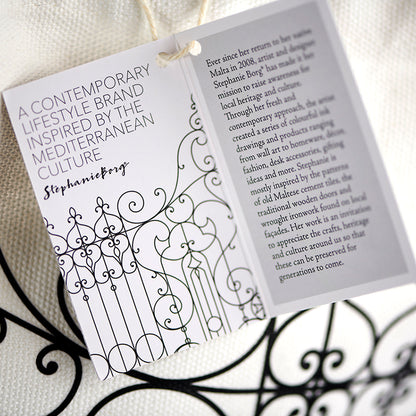 A CONTEMPORARY
LIFESTYLE BRAND
INSPIRED BY THE
MEDITERRANEAN
CULTURE
StephanieBorg
Ever since her return to her native
Malta in 2008, artist and designer
Stephanie Borg® has made it her
mission to raise awareness for
local heritage and culture.
Through her fresh and
contemporary approach, the artist
created a series of colourful ink
drawings and products ranging
from wall art to homeware, décor,
fashion, desk accessories, gifting
ideas and more. Stephanie is
mostly inspired by the patterns
of old Maltese cement tiles, the
traditional wooden doors and
wrought ironwork found on local
façades. Her work is an invitation
to appreciate the crafts, heritage
and culture around us so that
these can be preserved for
generations to come.